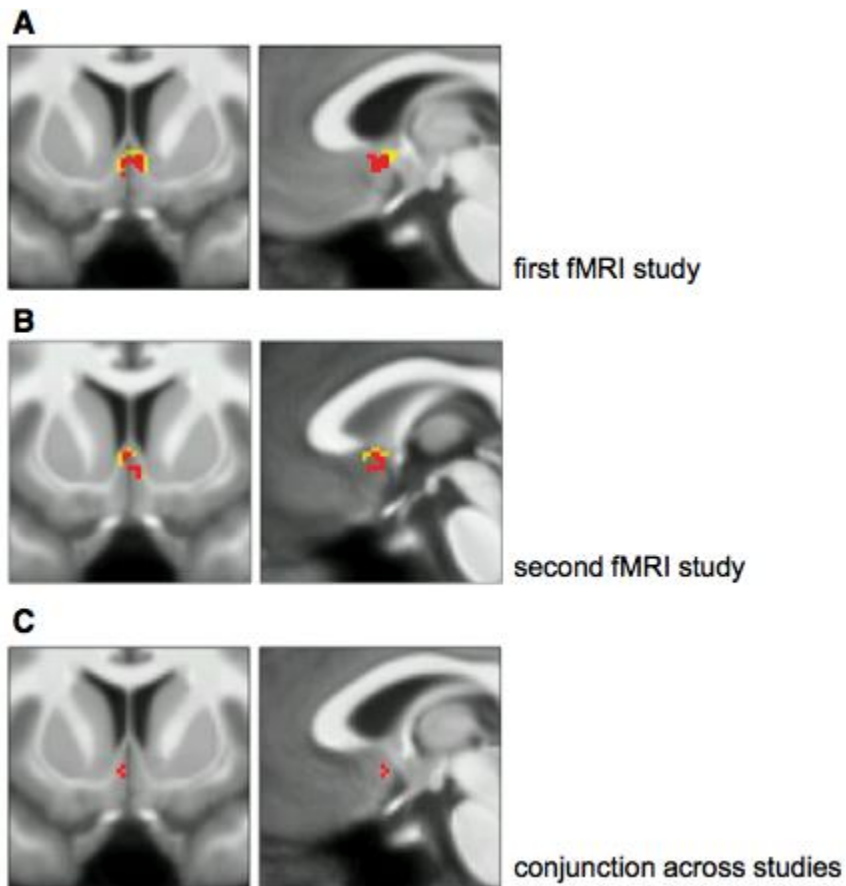 A
first fMRI study
B
second fMRI study
C
conjunction across studies